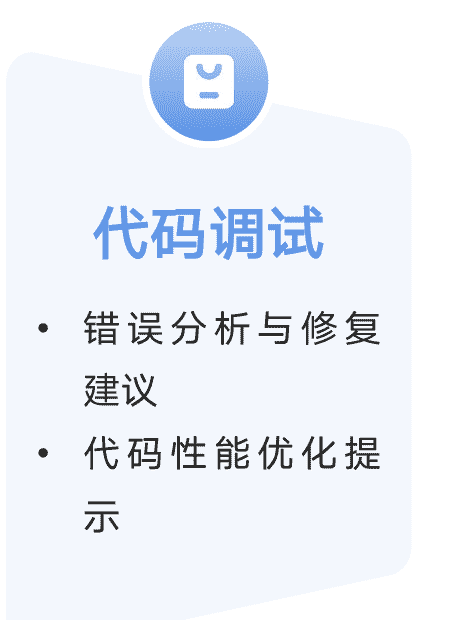 代码调试
• 错误分析与修复
建议
• 代码性能优化提
示